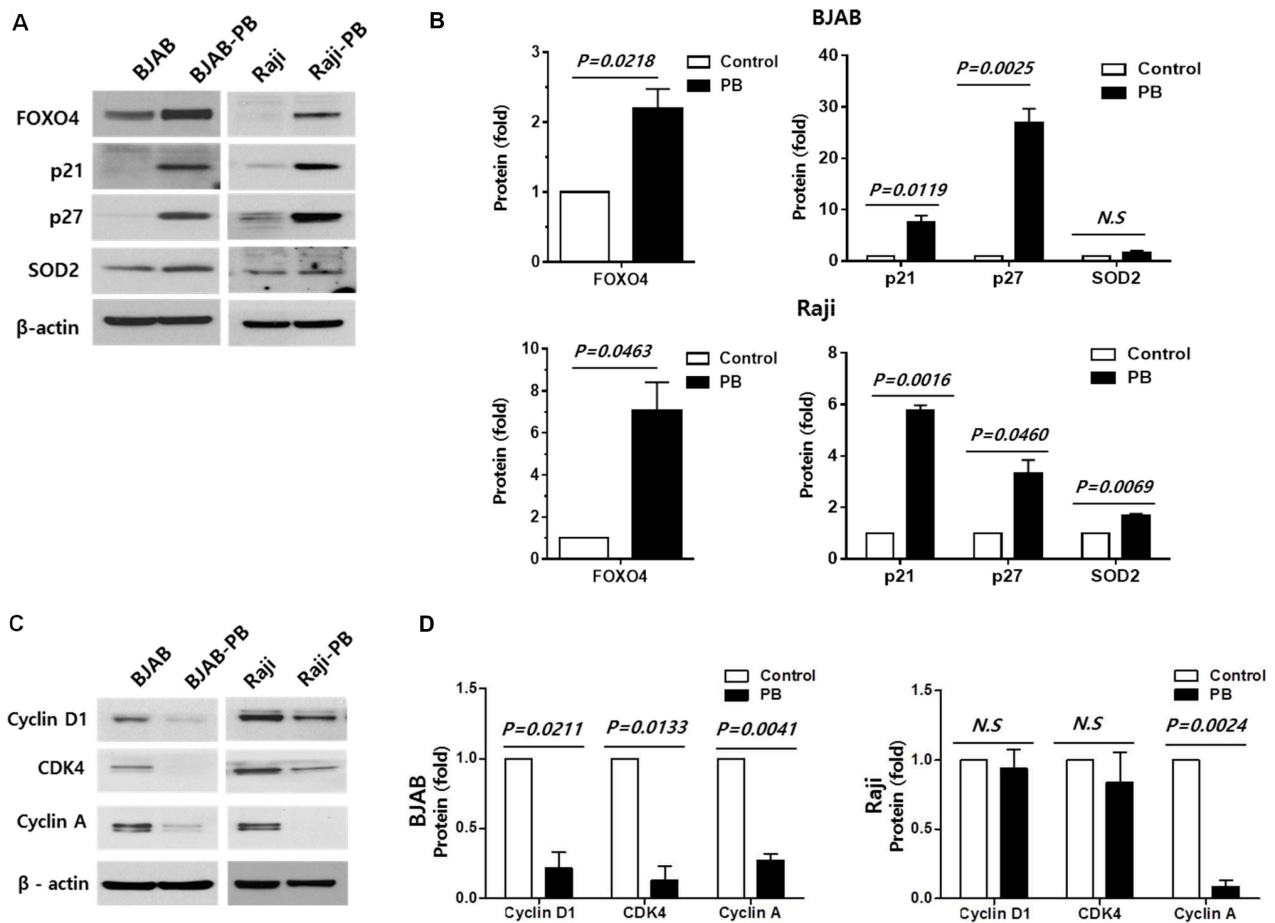 A
BJAB
BJAB-PB
Raji
Raji-PB
FOXO4
p21
p27
SOD2
β-actin
B
BJAB
Protein (fold)
3
2
1
0
P=0.0218
Control
PB
FOXO4
Protein (fold)
40
30
20
10
0
P=0.0119
P=0.0025
N.S
Control
PB
p21
p27
SOD2
Raji
Protein (fold)
10
8
6
4
2
0
P=0.0463
Control
PB
FOXO4
Protein (fold)
8
6
4
2
0
P=0.0016
P=0.0460
P=0.0069
Control
PB
p21
p27
SOD2
C
BJAB
BJAB-PB
Raji
Raji-PB
Cyclin D1
CDK4
Cyclin A
β - actin
D
BJAB
Protein (fold)
1.5
1.0
0.5
0.0
P=0.0211
P=0.0133
P=0.0041
Control
PB
Cyclin D1
CDK4
Cyclin A
Raji
Protein (fold)
1.5
1.0
0.5
0.0
N.S
N.S
P=0.0024
Control
PB
Cyclin D1
CDK4
Cyclin A